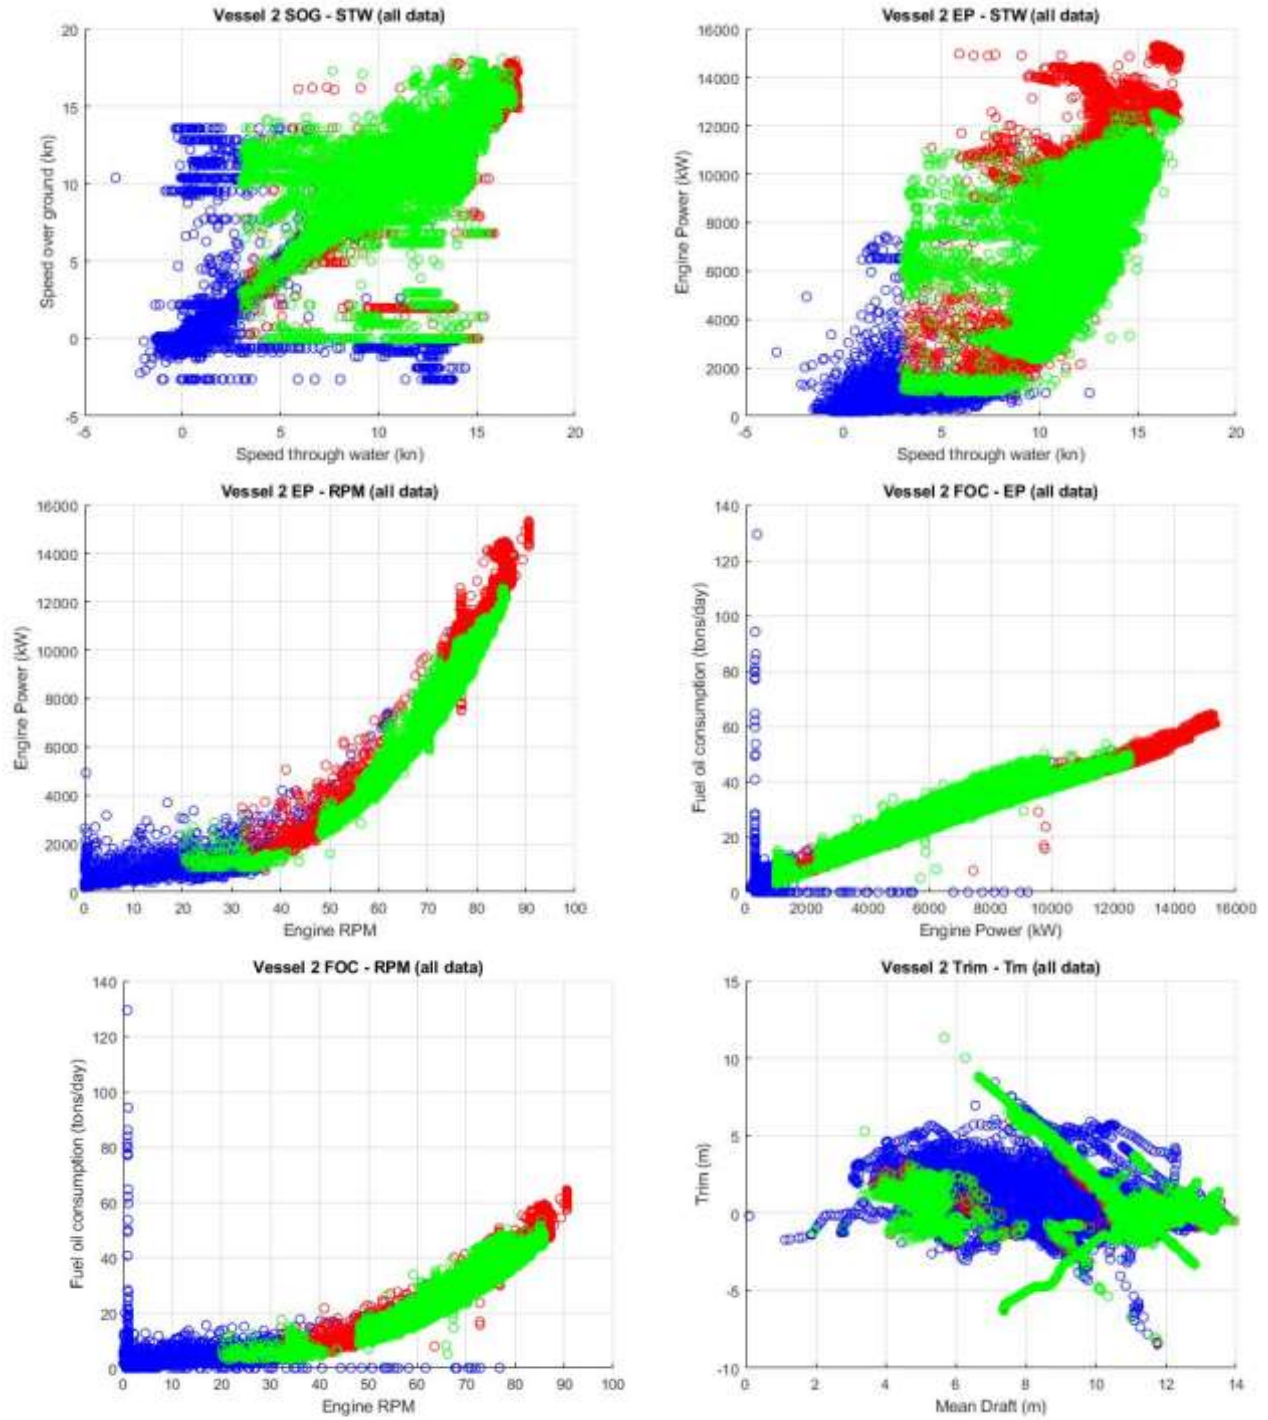 Vessel 2 SOG - STW (all data)
20
15
10
5
0
-5
Speed over ground (kn)
-5 0 5 10 15 20
Speed through water (kn)
Vessel 2 EP - STW (all data)
16000
14000
12000
10000
8000
6000
4000
2000
0
Engine Power (kW)
-5 0 5 10 15 20
Speed through water (kn)
Vessel 2 EP - RPM (all data)
16000
14000
12000
10000
8000
6000
4000
2000
0
Engine Power (kW)
0 10 20 30 40 50 60 70 80 90 100
Engine RPM
Vessel 2 FOC - EP (all data)
140
120
100
80
60
40
20
0
Fuel oil consumption (tons/day)
0 2000 4000 6000 8000 10000 12000 14000 16000
Engine Power (kW)
Vessel 2 FOC - RPM (all data)
140
120
100
80
60
40
20
0
Fuel oil consumption (tons/day)
0 10 20 30 40 50 60 70 80 90 100
Engine RPM
Vessel 2 Trim - Tm (all data)
15
10
5
0
-5
-10
Trim (m)
0 2 4 6 8 10 12 14
Mean Draft (m)